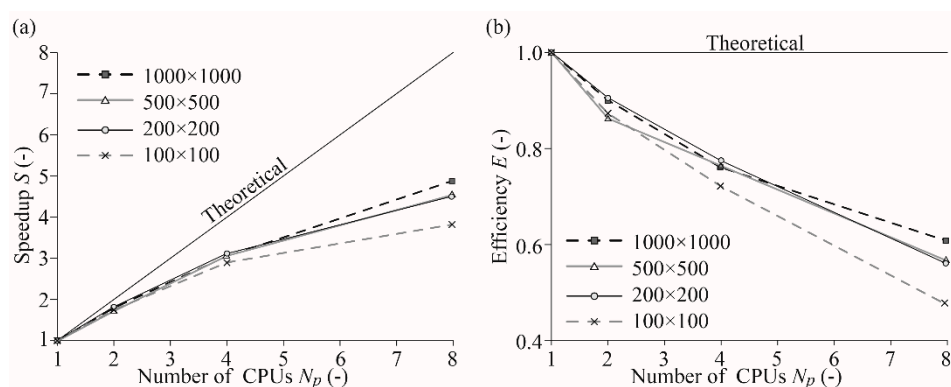 (a)
8
7
6
5
4
3
2
1
Speedup S (-)
1000×1000
500×500
200×200
100×100
Theoretical
1 2 3 4 5 6 7 8
Number of CPUs Np (-)
(b)
Theoretical
1.0
0.8
0.6
0.4
Efficiency E (-)
1000×1000
500×500
200×200
100×100
1 2 3 4 5 6 7 8
Number of CPUs Np (-)